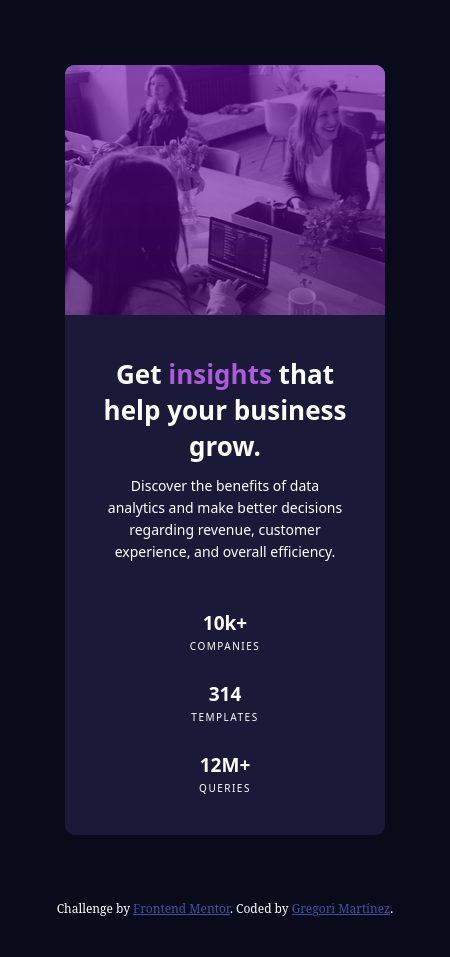 Get insights that
help your business
grow.
Discover the benefits of data
analytics and make better decisions
regarding revenue, customer
experience, and overall efficiency.
10k+
COMPANIES
314
TEMPLATES
12M+
QUERIES
Challenge by Frontend Mentor. Coded by Gregori Martínez.